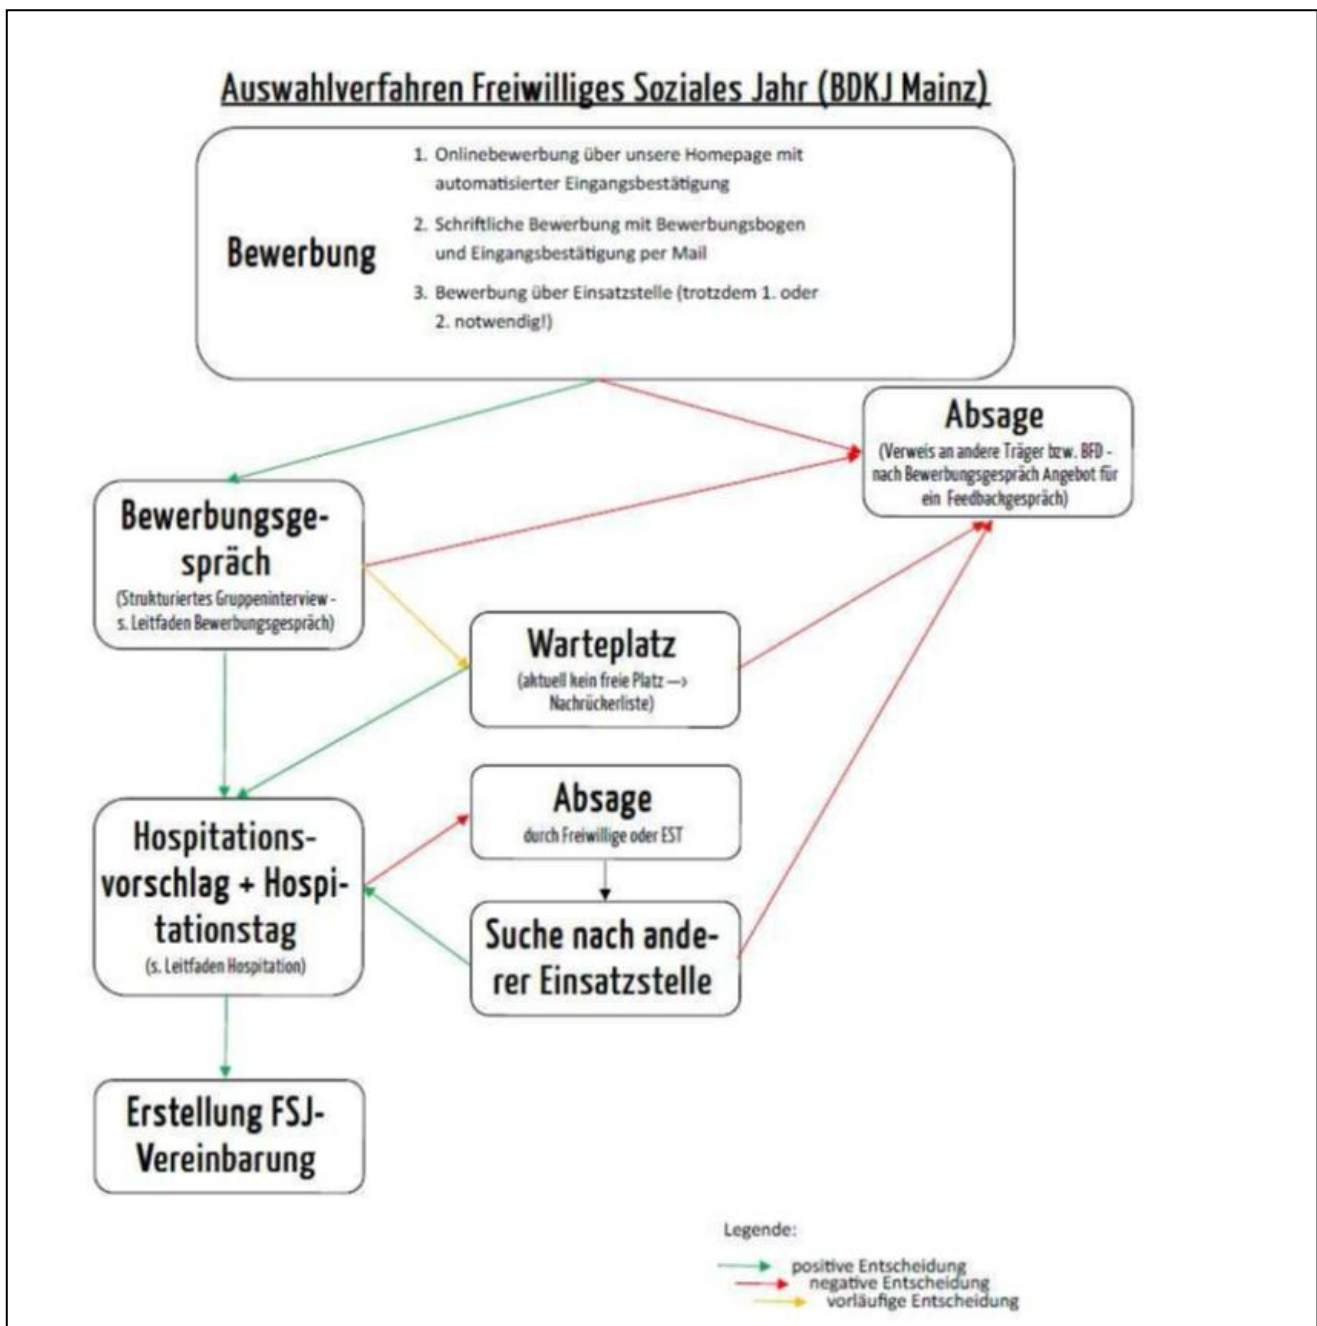 Auswahlverfahren Freiwilliges Soziales Jahr (BDKJ Mainz)
Bewerbung
1. Onlinebewerbung über unsere Homepage mit
automatisierter Eingangsbestätigung
2. Schriftliche Bewerbung mit Bewerbungsbogen
und Eingangsbestätigung per Mail
3. Bewerbung über Einsatzstelle (trotzdem 1. oder
2. notwendig!)
Absage
(Verweis an andere Träger bzw. BFD -
nach Bewerbungsgespräch Angebot für
ein Feedbackgespräch)
Bewerbungsge-
spräch
(Strukturiertes Gruppeninterview -
s. Leitfaden Bewerbungsgespräch)
Warteplatz
(aktuell kein freie Platz —>
Nachrückerliste)
Absage
durch Freiwillige oder EST
Hospitations-
vorschlag + Hospi-
tationstag
(s. Leitfaden Hospitation)
Suche nach ande-
rer Einsatzstelle
Erstellung FSJ-
Vereinbarung
Legende:
positive Entscheidung
negative Entscheidung
vorläufige Entscheidung